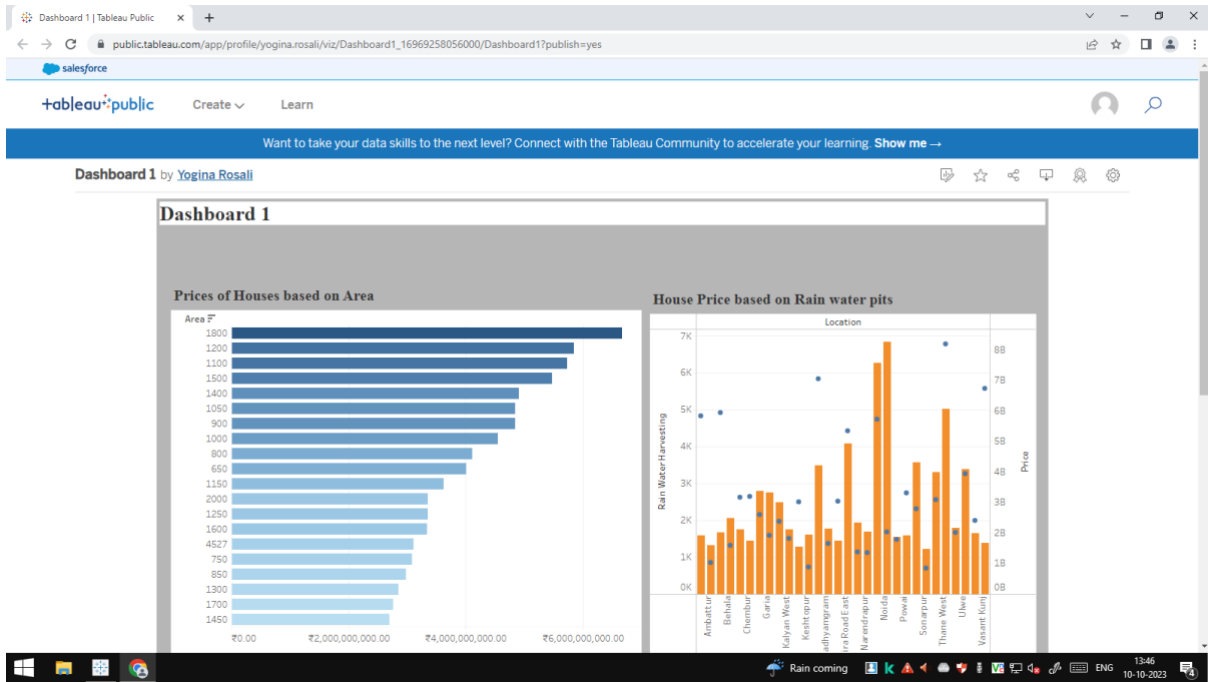 Dashboard 1 | Tableau Public
public.tableau.com/app/profile/yogina.rosali/viz/Dashboard1_16969258056000/Dashboard1?publish=yes
salesforce
+ableau public
Create
Learn
Want to take your data skills to the next level? Connect with the Tableau Community to accelerate your learning. Show me →
Dashboard 1 by Yogina Rosali
Dashboard 1
Prices of Houses based on Area
Area
1800
1200
1100
1500
1400
1050
900
1000
800
650
1150
2000
1250
1600
4527
750
850
1300
1700
1450
₹0.00
₹2,000,000,000.00
₹4,000,000,000.00
₹6,000,000,000.00
House Price based on Rain water pits
Location
7K
6K
5K
4K
3K
2K
1K
0K
Rain Water Harvesting
8B
7B
6B
5B
4B
3B
2B
1B
0B
Price
Ambattur
Behala
Chembur
Garia
Kalyan West
Keshtopur
adhyamgram
ira Road East
Narendrapur
Noida
Powai
Sonarpur
Thane West
Ulwe
Vasant Kunj
Rain coming
ENG
13:46
10-10-2023
4